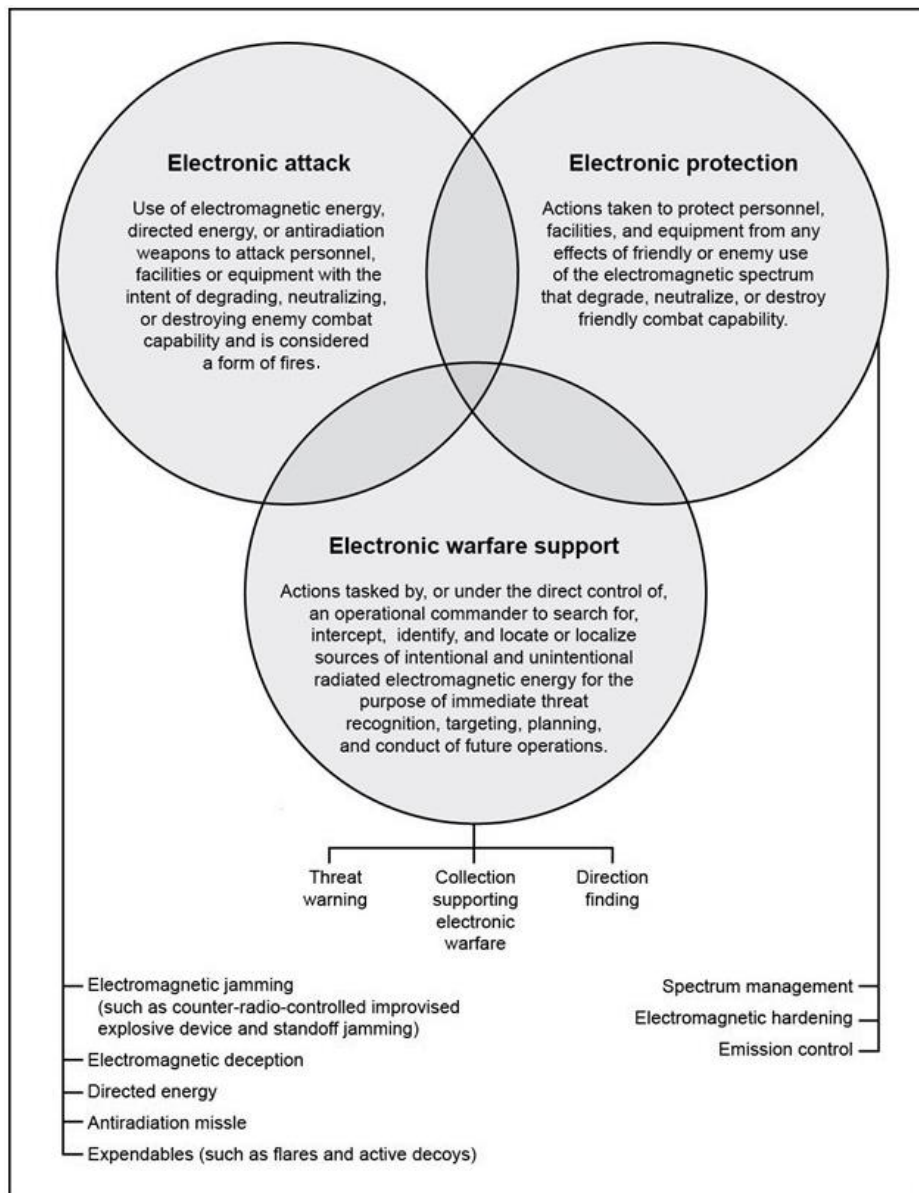 Electronic attack
Use of electromagnetic energy,
directed energy, or antiradiation
weapons to attack personnel,
facilities or equipment with the
intent of degrading, neutralizing,
or destroying enemy combat
capability and is considered
a form of fires.
Electronic protection
Actions taken to protect personnel,
facilities, and equipment from any
effects of friendly or enemy use
of the electromagnetic spectrum
that degrade, neutralize, or destroy
friendly combat capability.
Electronic warfare support
Actions tasked by, or under the direct control of,
an operational commander to search for,
intercept, identify, and locate or localize
sources of intentional and unintentional
radiated electromagnetic energy for the
purpose of immediate threat
recognition, targeting, planning,
and conduct of future operations.
Threat
warning
Collection
supporting
electronic
warfare
Direction
finding
Electromagnetic jamming
(such as counter-radio-controlled improvised
explosive device and standoff jamming)
Electromagnetic deception
Directed energy
Antiradiation missle
Expendables (such as flares and active decoys)
Spectrum management
Electromagnetic hardening
Emission control